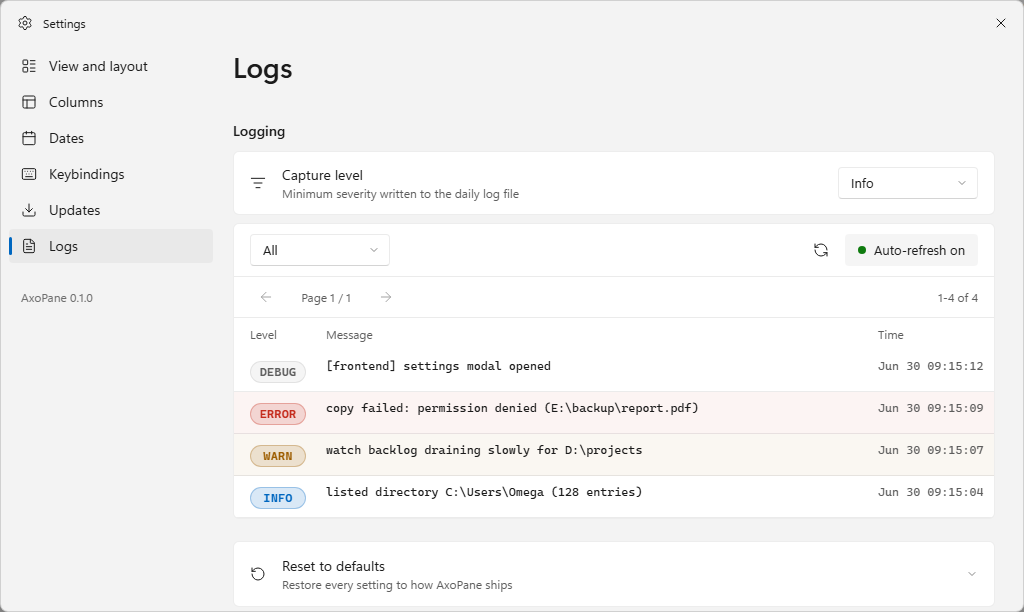 Settings
View and layout
Columns
Dates
Keybindings
Updates
Logs
AxoPane 0.1.0
Logs
Logging
Capture level
Minimum severity written to the daily log file
Info
All
Auto-refresh on
Page 1 / 1
1-4 of 4
Level Message Time
DEBUG [frontend] settings modal opened Jun 30 09:15:12
ERROR copy failed: permission denied (E:\backup\report.pdf) Jun 30 09:15:09
WARN watch backlog draining slowly for D:\projects Jun 30 09:15:07
INFO listed directory C:\Users\Omega (128 entries) Jun 30 09:15:04
Reset to defaults
Restore every setting to how AxoPane ships